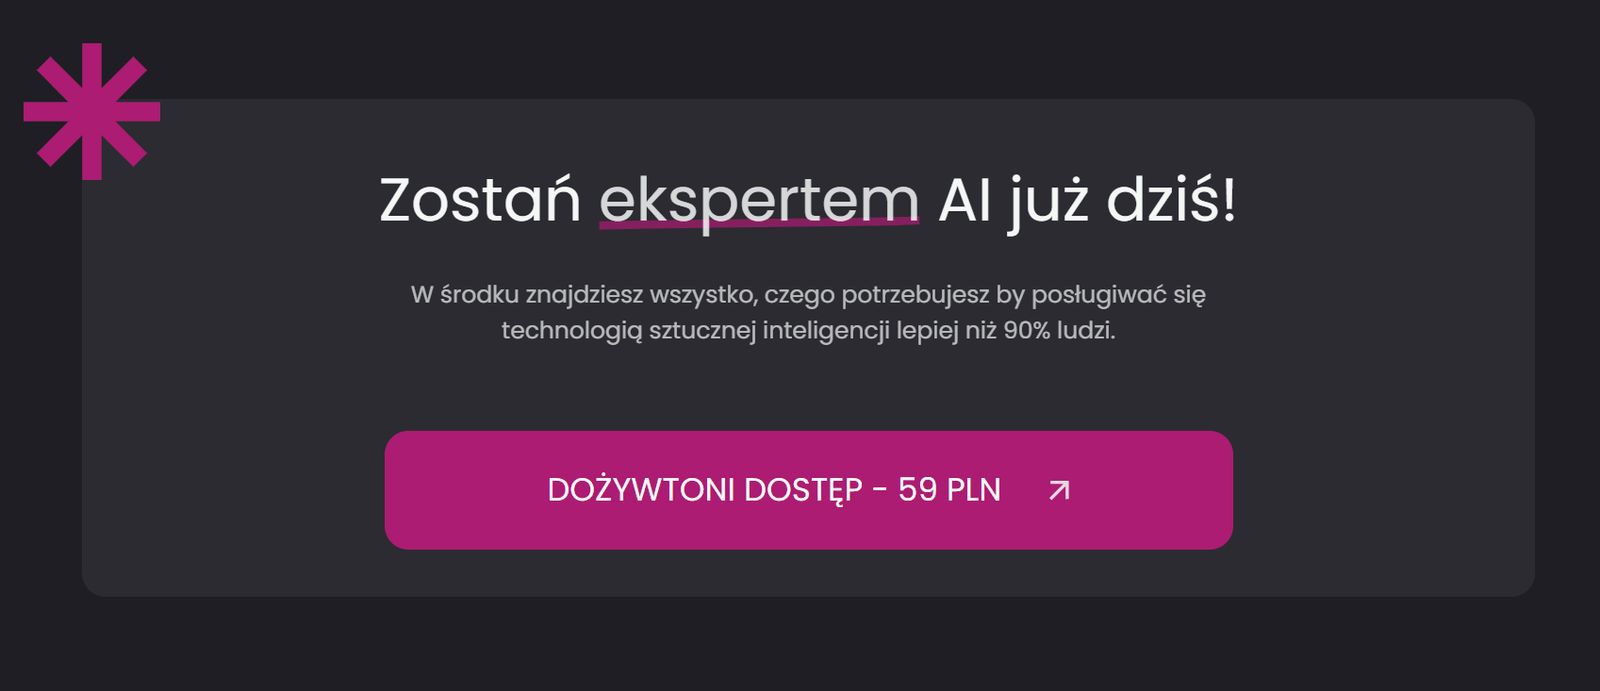 Zostań ekspertem AI już dziś!
W środku znajdziesz wszystko, czego potrzebujesz by posługiwać się
technologią sztucznej inteligencji lepiej niż 90% ludzi.
DOŻYWTONI DOSTĘP - 59 PLN